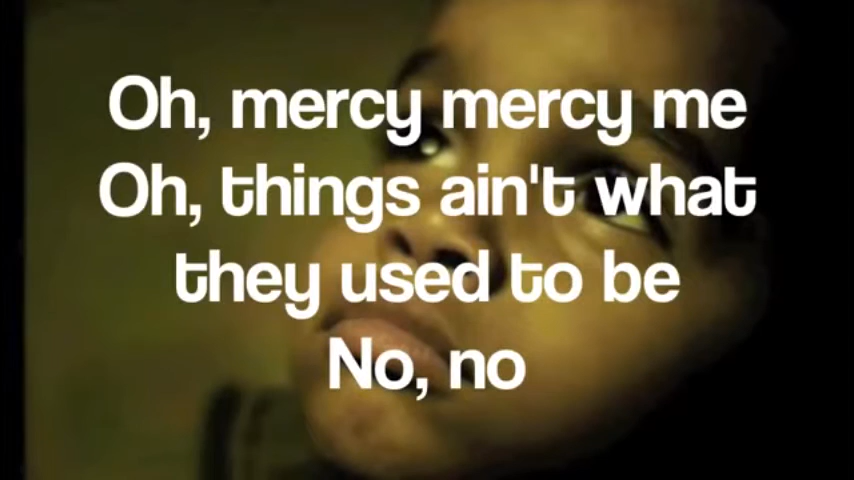 Oh, mercy mercy me
Oh, things ain't what
they used to be
No, no